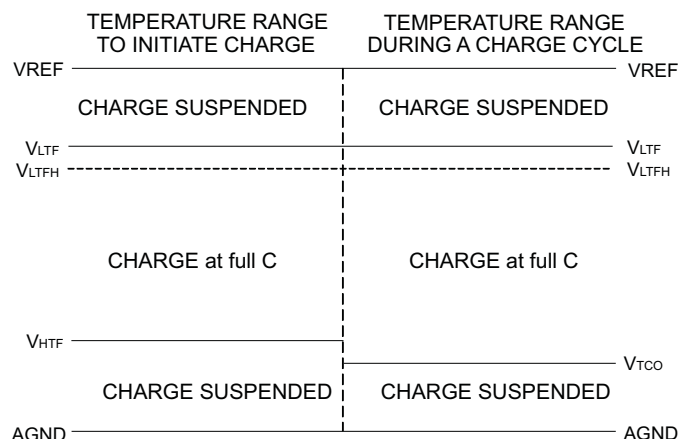 TEMPERATURE RANGE
TO INITIATE CHARGE
TEMPERATURE RANGE
DURING A CHARGE CYCLE
VREF
VREF
CHARGE SUSPENDED
CHARGE SUSPENDED
VLTF
VLTF
VLTFH
VLTFH
CHARGE at full C
CHARGE at full C
VHTF
VTCO
CHARGE SUSPENDED
CHARGE SUSPENDED
AGND
AGND